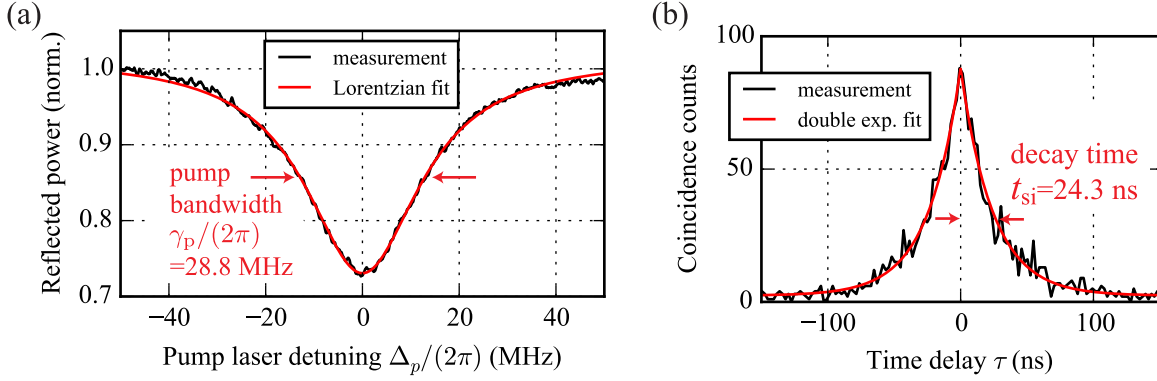 (a)
Reflected power (norm.)
1.0
0.9
0.8
0.7
measurement
Lorentzian fit
pump
bandwidth
γp/(2π)
=28.8 MHz
−40 −20 0 20 40
Pump laser detuning Δp/(2π) (MHz)
(b)
Coincidence counts
100
50
0
measurement
double exp. fit
decay time
tsi=24.3 ns
−100 0 100
Time delay τ (ns)